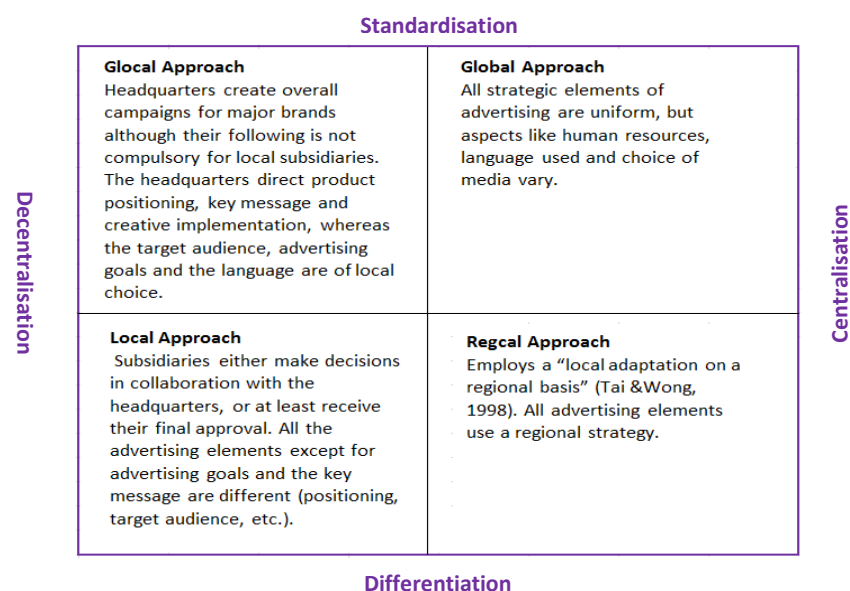 Standardisation
Glocal Approach
Headquarters create overall
campaigns for major brands
although their following is not
compulsory for local subsidiaries.
The headquarters direct product
positioning, key message and
creative implementation, whereas
the target audience, advertising
goals and the language are of local
choice.
Global Approach
All strategic elements of
advertising are uniform, but
aspects like human resources,
language used and choice of
media vary.
Decentralisation
Centralisation
Local Approach
Subsidiaries either make decisions
in collaboration with the
headquarters, or at least receive
their final approval. All the
advertising elements except for
advertising goals and the key
message are different (positioning,
target audience, etc.).
Regcal Approach
Employs a “local adaptation on a
regional basis” (Tai &Wong,
1998). All advertising elements
use a regional strategy.
Differentiation